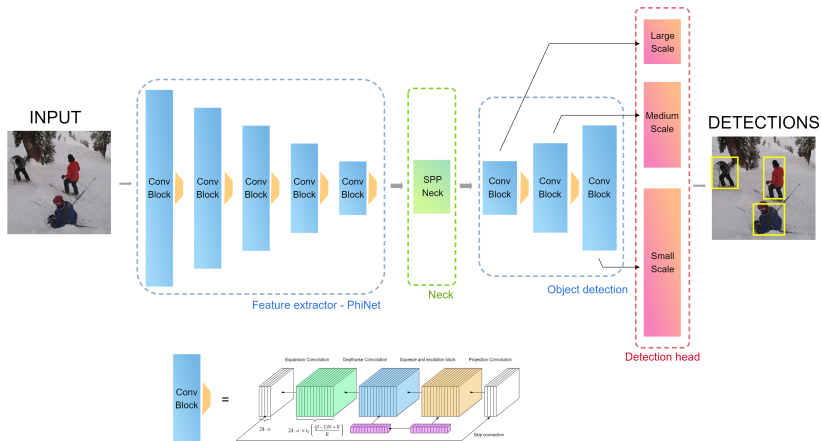 INPUT
Conv
Block
Conv
Block
Conv
Block
Conv
Block
Conv
Block
Feature extractor - PhiNet
SPP
Neck
Neck
Conv
Block
Conv
Block
Conv
Block
Object detection
Large
Scale
Medium
Scale
Small
Scale
Detection head
DETECTIONS
Conv
Block
=
Expansion Convolution
Depthwise Convolution
Squeeze and excitation block
Projection Convolution
24 · α
Skip connection